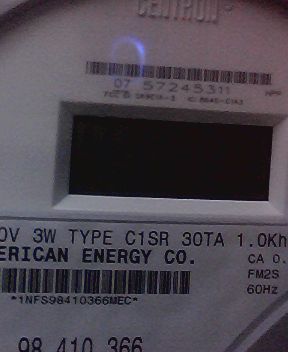 CENTRON
07 57245311
0V 3W TYPE C1SR 30TA 1.0Kh
ERICAN ENERGY CO.
CA 0.
FM2S
*1NFS98410366MEC*
60Hz
98 410 366